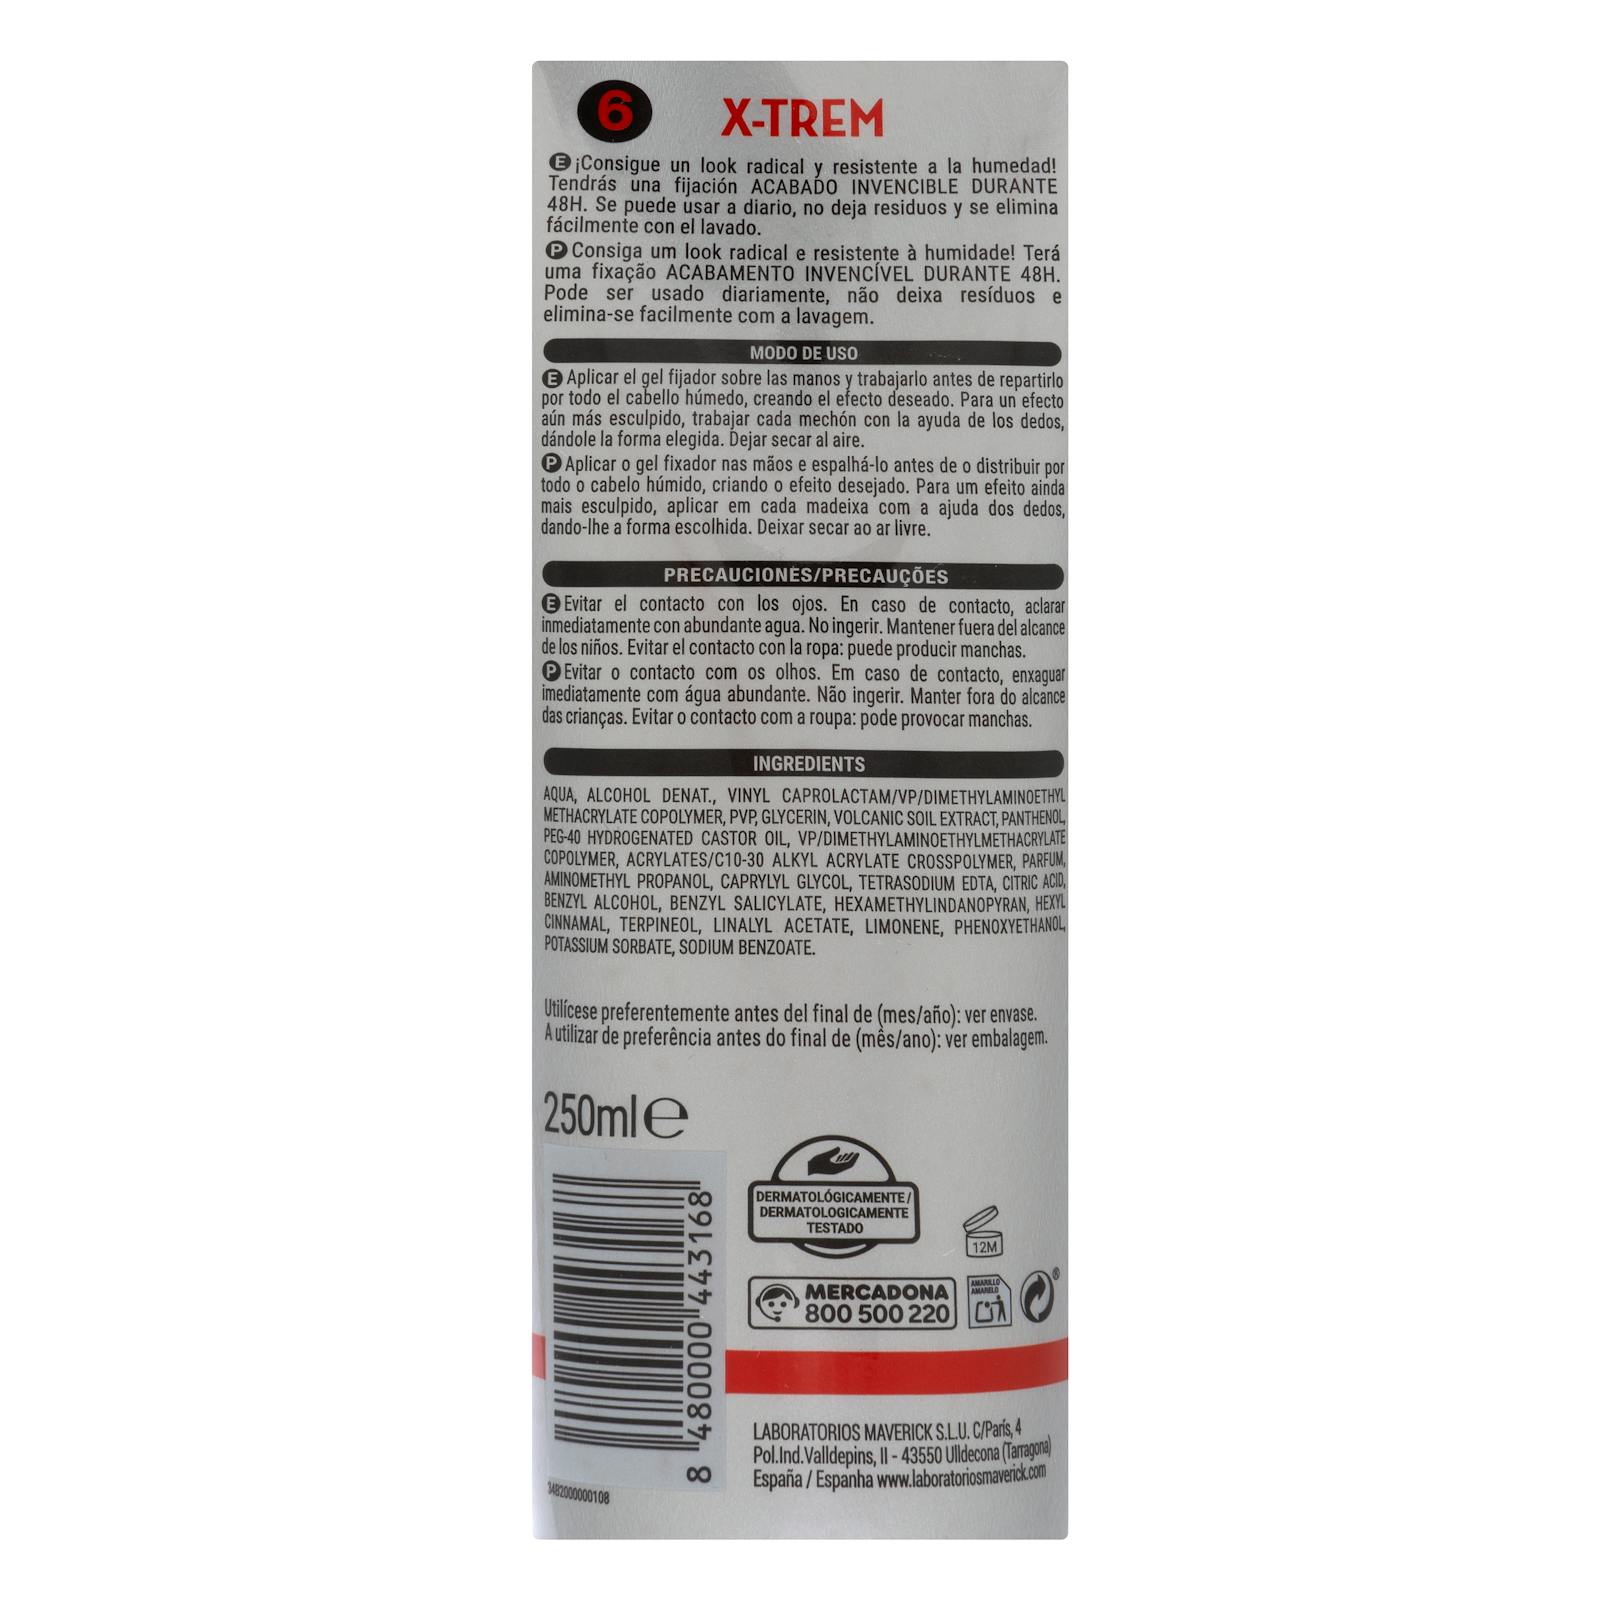 6 X-TREM
E ¡Consigue un look radical y resistente a la humedad!
Tendrás una fijación ACABADO INVENCIBLE DURANTE
48H. Se puede usar a diario, no deja residuos y se elimina
fácilmente con el lavado.
P Consiga um look radical e resistente à humidade! Terá
uma fixação ACABAMENTO INVENCÍVEL DURANTE 48H.
Pode ser usado diariamente, não deixa resíduos e
elimina-se facilmente com a lavagem.
MODO DE USO
E Aplicar el gel fijador sobre las manos y trabajarlo antes de repartirlo
por todo el cabello húmedo, creando el efecto deseado. Para un efecto
aún más esculpido, trabajar cada mechón con la ayuda de los dedos,
dándole la forma elegida. Dejar secar al aire.
P Aplicar o gel fixador nas mãos e espalhá-lo antes de o distribuir por
todo o cabelo húmido, criando o efeito desejado. Para um efeito ainda
mais esculpido, aplicar em cada madeixa com a ajuda dos dedos,
dando-lhe a forma escolhida. Deixar secar ao ar livre.
PRECAUCIONES/PRECAUÇÕES
E Evitar el contacto con los ojos. En caso de contacto, aclarar
inmediatamente con abundante agua. No ingerir. Mantener fuera del alcance
de los niños. Evitar el contacto con la ropa: puede producir manchas.
P Evitar o contacto com os olhos. Em caso de contacto, enxaguar
imediatamente com água abundante. Não ingerir. Manter fora do alcance
das crianças. Evitar o contacto com a roupa: pode provocar manchas.
INGREDIENTS
AQUA, ALCOHOL DENAT., VINYL CAPROLACTAM/VP/DIMETHYLAMINOETHYL
METHACRYLATE COPOLYMER, PVP, GLYCERIN, VOLCANIC SOIL EXTRACT, PANTHENOL,
PEG-40 HYDROGENATED CASTOR OIL, VP/DIMETHYLAMINOETHYLMETHACRYLATE
COPOLYMER, ACRYLATES/C10-30 ALKYL ACRYLATE CROSSPOLYMER, PARFUM,
AMINOMETHYL PROPANOL, CAPRYLYL GLYCOL, TETRASODIUM EDTA, CITRIC ACID,
BENZYL ALCOHOL, BENZYL SALICYLATE, HEXAMETHYLINDANOPYRAN, HEXYL
CINNAMAL, TERPINEOL, LINALYL ACETATE, LIMONENE, PHENOXYETHANOL,
POTASSIUM SORBATE, SODIUM BENZOATE.
Utilícese preferentemente antes del final de (mes/año): ver envase.
A utilizar de preferência antes do final de (mês/ano): ver embalagem.
250ml e
DERMATOLÓGICAMENTE/
DERMATOLOGICAMENTE
TESTADO
12M
MERCADONA
800 500 220
AMARILLO
AMARELO
®
8 480000 443168
34B2000000108
LABORATORIOS MAVERICK S.L.U. C/París, 4
Pol.Ind.Valldepins, II - 43550 Ulldecona (Tarragona)
España / Espanha www.laboratoriosmaverick.com